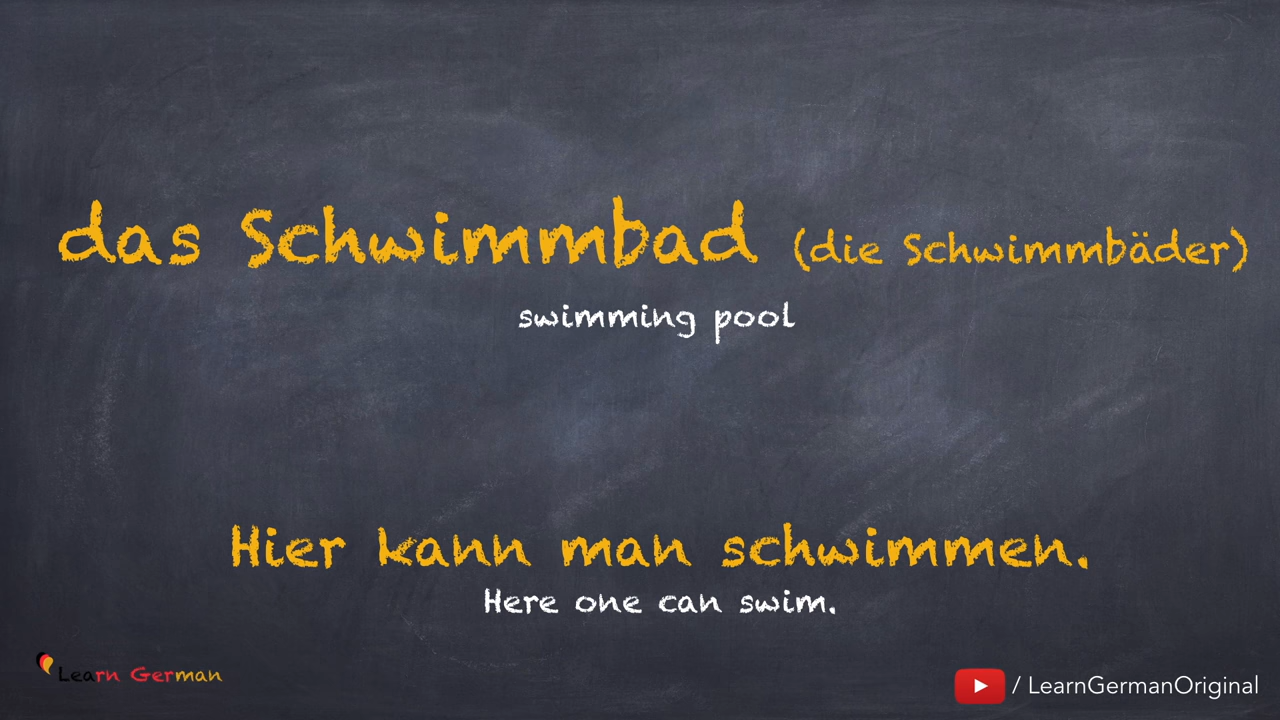 das Schwimmbad (die Schwimmbäder)
swimming pool
Hier kann man schwimmen.
Here one can swim.
Learn German
/ LearnGermanOriginal